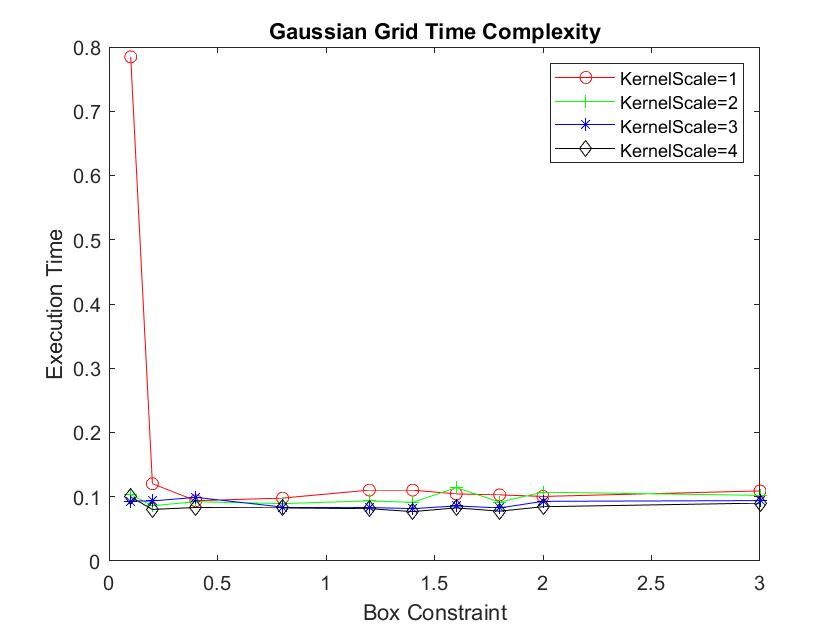 Gaussian Grid Time Complexity
KernelScale=1
KernelScale=2
KernelScale=3
KernelScale=4
Execution Time
0.8
0.7
0.6
0.5
0.4
0.3
0.2
0.1
0
0
0.5
1
1.5
2
2.5
3
Box Constraint